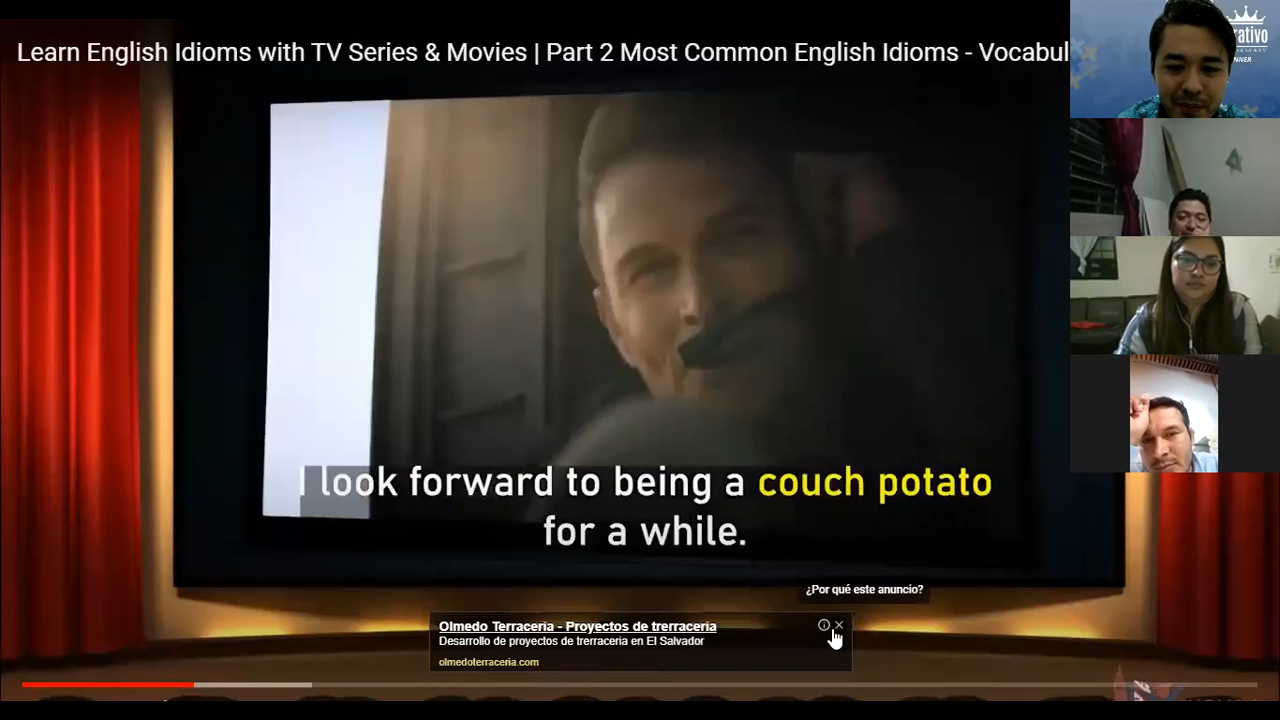 Learn English Idioms with TV Series & Movies | Part 2 Most Common English Idioms - Vocabul
I look forward to being a couch potato
for a while.
¿Por qué este anuncio?
Olmedo Terraceria - Proyectos de trerraceria
Desarrollo de proyectos de trerraceria en El Salvador
olmedoterraceria.com